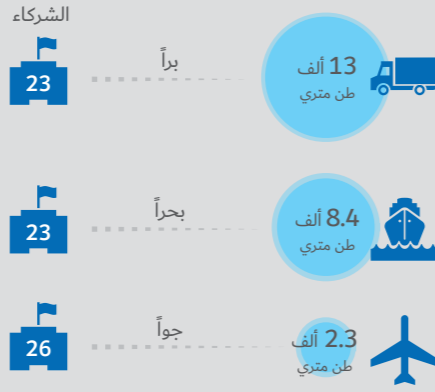 الشركاء
13 ألف
طن متري
براً
23
8.4 ألف
طن متري
بحراً
23
2.3 ألف
طن متري
جواً
26